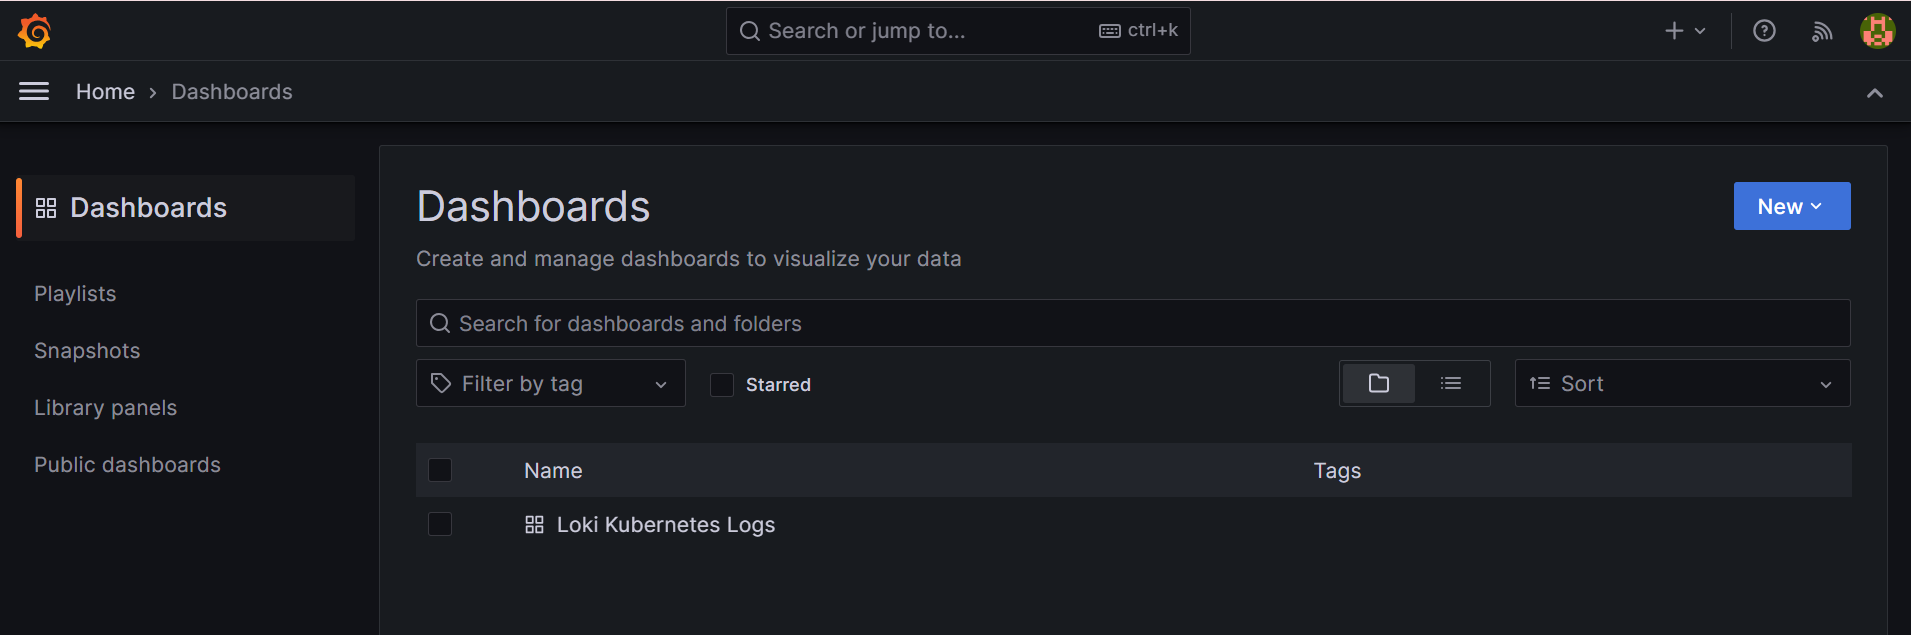 Search or jump to... ctrl+k
Home › Dashboards
Dashboards
Playlists
Snapshots
Library panels
Public dashboards
Dashboards
New
Create and manage dashboards to visualize your data
Search for dashboards and folders
Filter by tag
Starred
Sort
Name Tags
Loki Kubernetes Logs